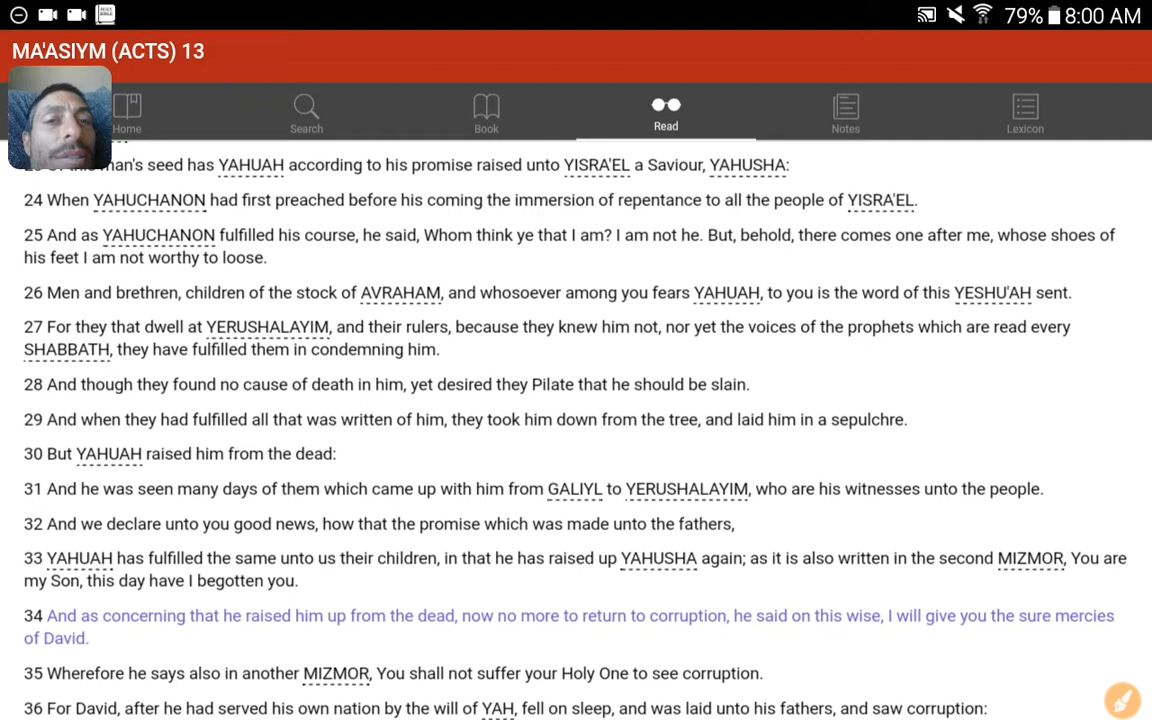 79% 8:00 AM
MA'ASIYM (ACTS) 13
Home Search Book Read Notes Lexicon
man's seed has YAHUAH according to his promise raised unto YISRA'EL a Saviour, YAHUSHA:
24 When YAHUCHANON had first preached before his coming the immersion of repentance to all the people of YISRA'EL.
25 And as YAHUCHANON fulfilled his course, he said, Whom think ye that I am? I am not he. But, behold, there comes one after me, whose shoes of
his feet I am not worthy to loose.
26 Men and brethren, children of the stock of AVRAHAM, and whosoever among you fears YAHUAH, to you is the word of this YESHU'AH sent.
27 For they that dwell at YERUSHALAYIM, and their rulers, because they knew him not, nor yet the voices of the prophets which are read every
SHABBATH, they have fulfilled them in condemning him.
28 And though they found no cause of death in him, yet desired they Pilate that he should be slain.
29 And when they had fulfilled all that was written of him, they took him down from the tree, and laid him in a sepulchre.
30 But YAHUAH raised him from the dead:
31 And he was seen many days of them which came up with him from GALIYL to YERUSHALAYIM, who are his witnesses unto the people.
32 And we declare unto you good news, how that the promise which was made unto the fathers,
33 YAHUAH has fulfilled the same unto us their children, in that he has raised up YAHUSHA again; as it is also written in the second MIZMOR, You are
my Son, this day have I begotten you.
34 And as concerning that he raised him up from the dead, now no more to return to corruption, he said on this wise, I will give you the sure mercies
of David.
35 Wherefore he says also in another MIZMOR, You shall not suffer your Holy One to see corruption.
36 For David, after he had served his own nation by the will of YAH, fell on sleep, and was laid unto his fathers, and saw corruption: